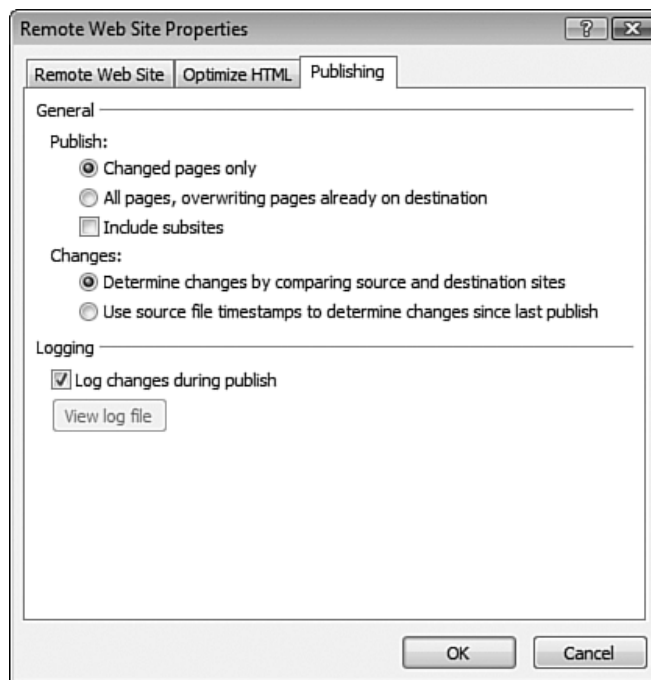 Remote Web Site Properties
?
Remote Web Site Optimize HTML Publishing
General
Publish:
Changed pages only
All pages, overwriting pages already on destination
Include subsites
Changes:
Determine changes by comparing source and destination sites
Use source file timestamps to determine changes since last publish
Logging
Log changes during publish
View log file
OK Cancel